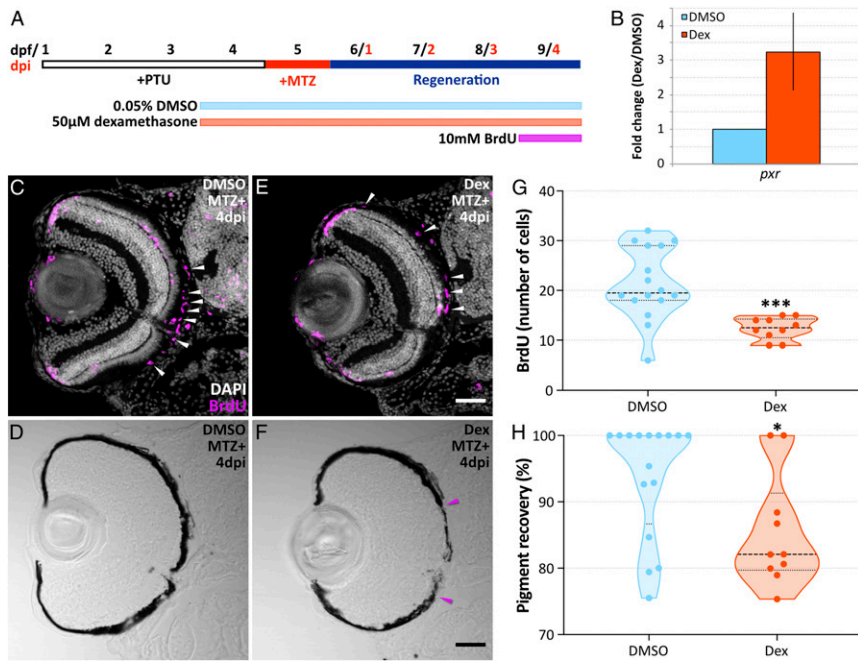 A
dpf/ 1 2 3 4 5 6/1 7/2 8/3 9/4
dpi
+PTU +MTZ Regeneration
0.05% DMSO
50μM dexamethasone
10mM BrdU
B
DMSO
Dex
Fold change (Dex/DMSO)
4
3
2
1
0
pxr
C
DMSO
MTZ+
4dpi
DAPI
BrdU
E
Dex
MTZ+
4dpi
D
DMSO
MTZ+
4dpi
F
Dex
MTZ+
4dpi
G
BrdU (number of cells)
40
30
20
10
0
***
DMSO Dex
H
Pigment recovery (%)
100
90
80
70
*
DMSO Dex